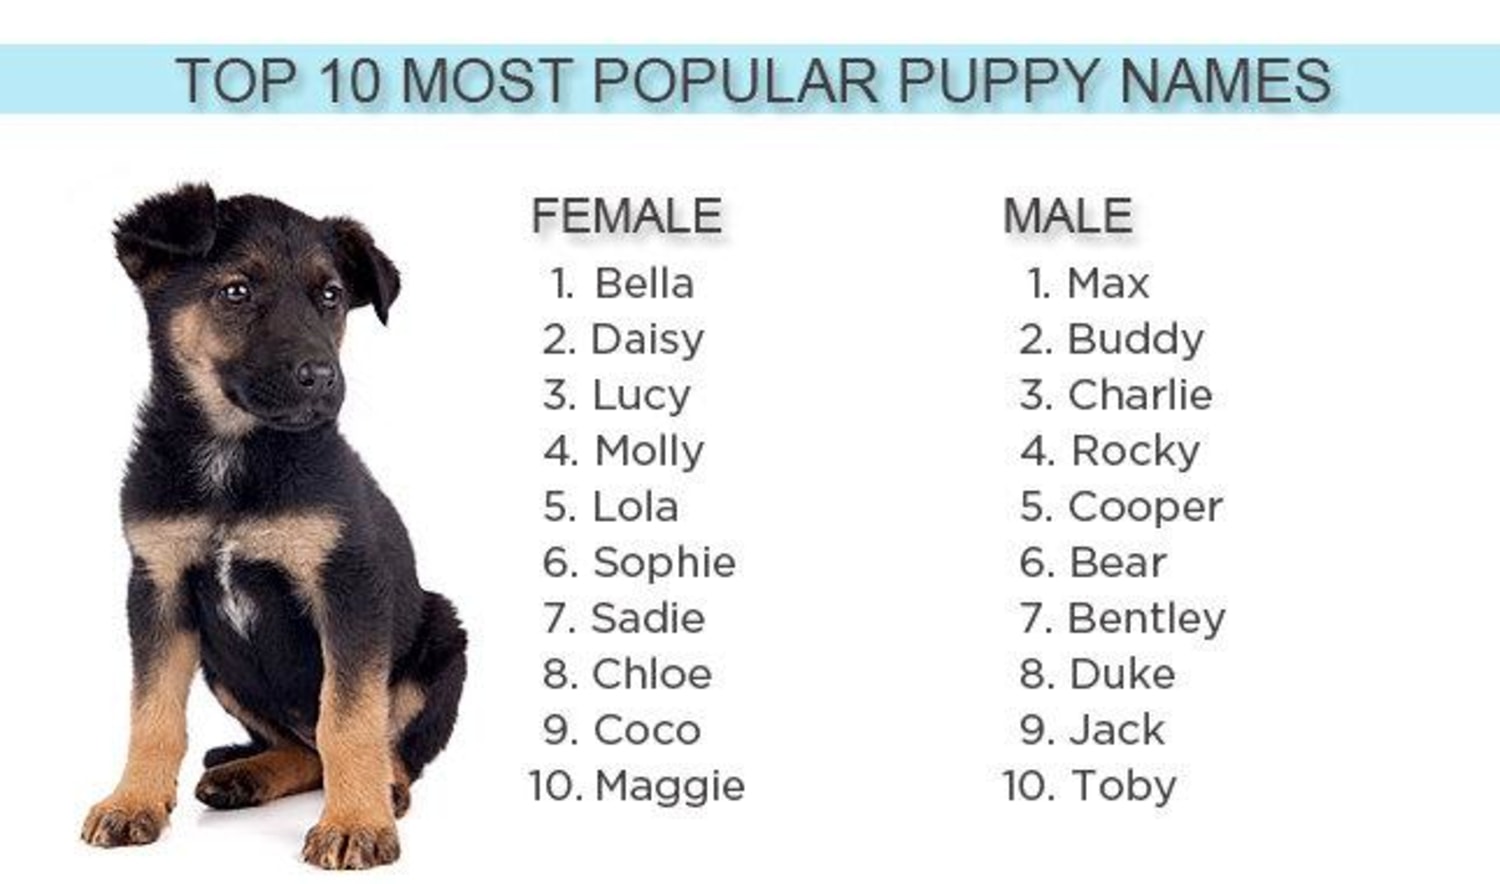 TOP 10 MOST POPULAR PUPPY NAMES
FEMALE
1. Bella
2. Daisy
3. Lucy
4. Molly
5. Lola
6. Sophie
7. Sadie
8. Chloe
9. Coco
10. Maggie
MALE
1. Max
2. Buddy
3. Charlie
4. Rocky
5. Cooper
6. Bear
7. Bentley
8. Duke
9. Jack
10. Toby